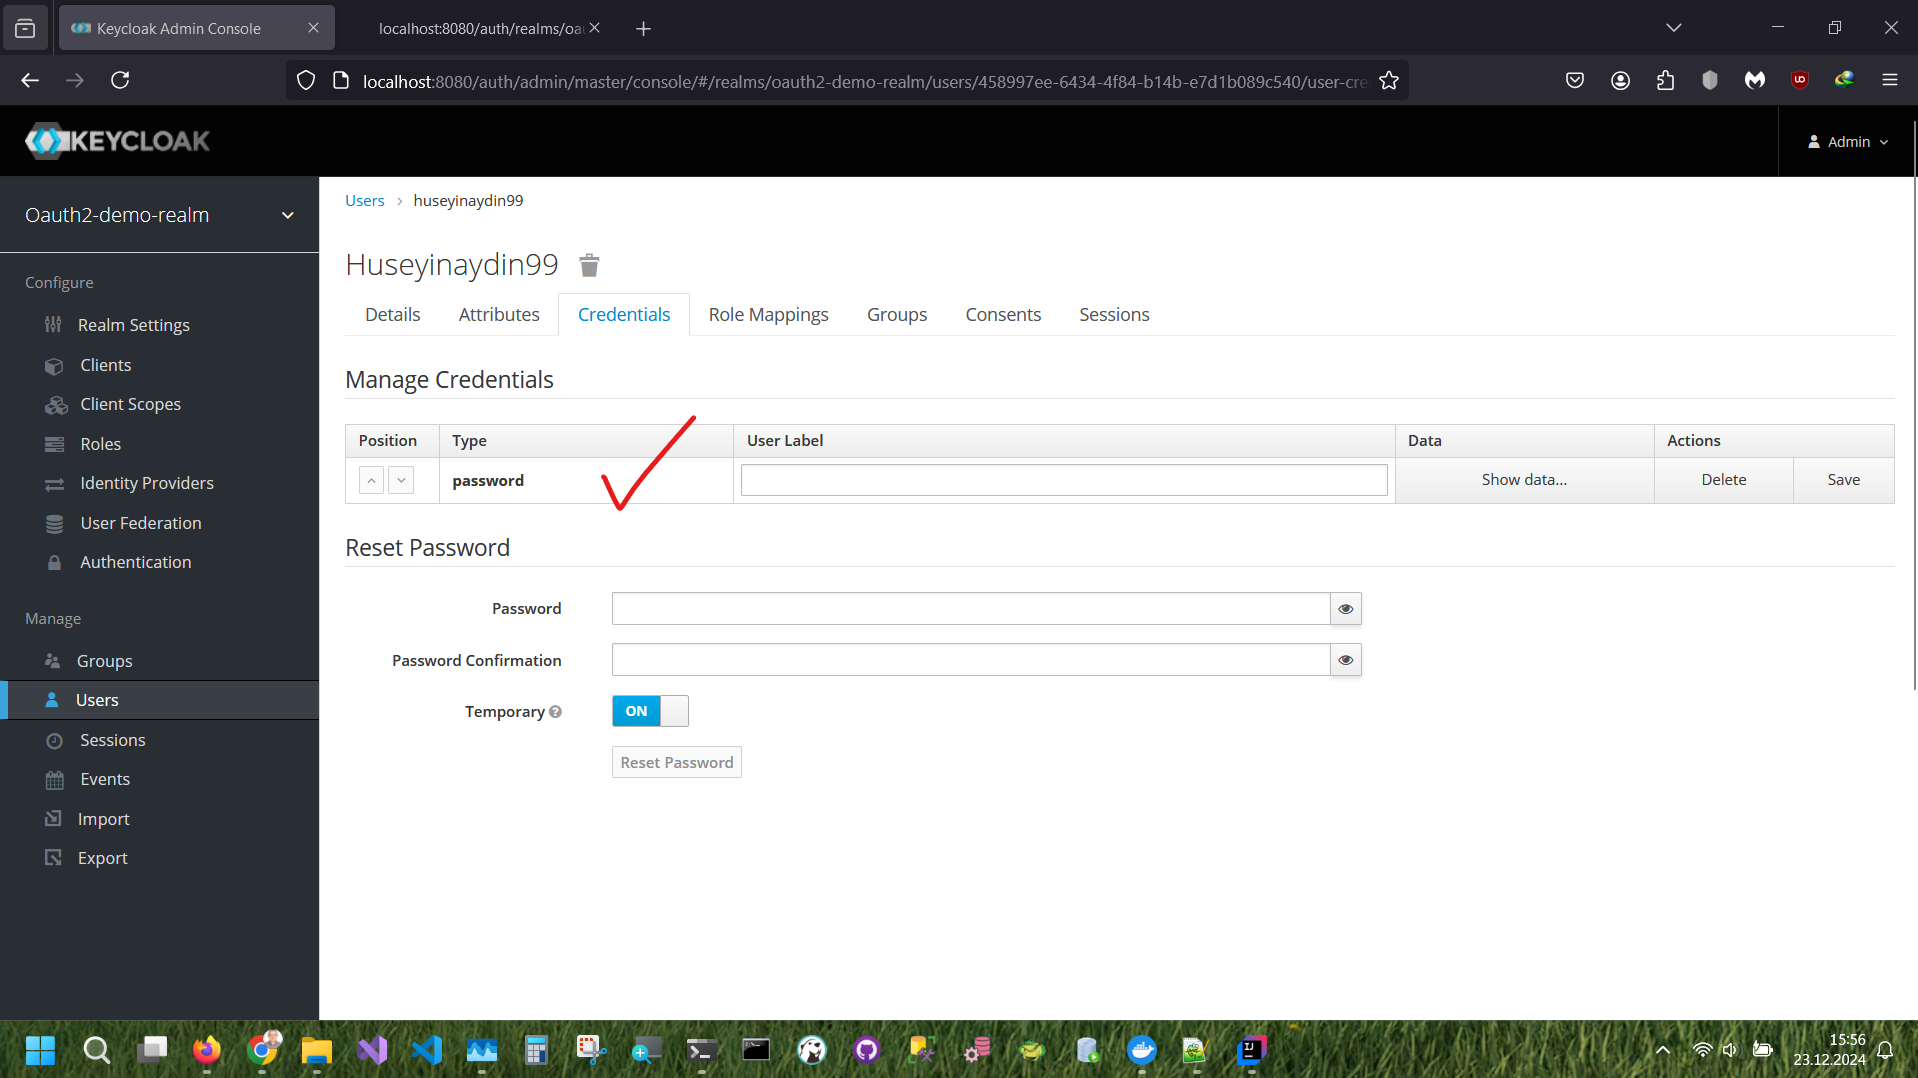 Keycloak Admin Console
localhost:8080/auth/realms/oau
localhost:8080/auth/admin/master/console/#/realms/oauth2-demo-realm/users/458997ee-6434-4f84-b14b-e7d1b089c540/user-cre
KEYCLOAK
Admin
Oauth2-demo-realm
Configure
Realm Settings
Clients
Client Scopes
Roles
Identity Providers
User Federation
Authentication
Manage
Groups
Users
Sessions
Events
Import
Export
Users > huseyinaydin99
Huseyinaydin99
Details Attributes Credentials Role Mappings Groups Consents Sessions
Manage Credentials
Position Type User Label Data Actions
password Show data... Delete Save
Reset Password
Password
Password Confirmation
Temporary ON
Reset Password
15:56
23.12.2024